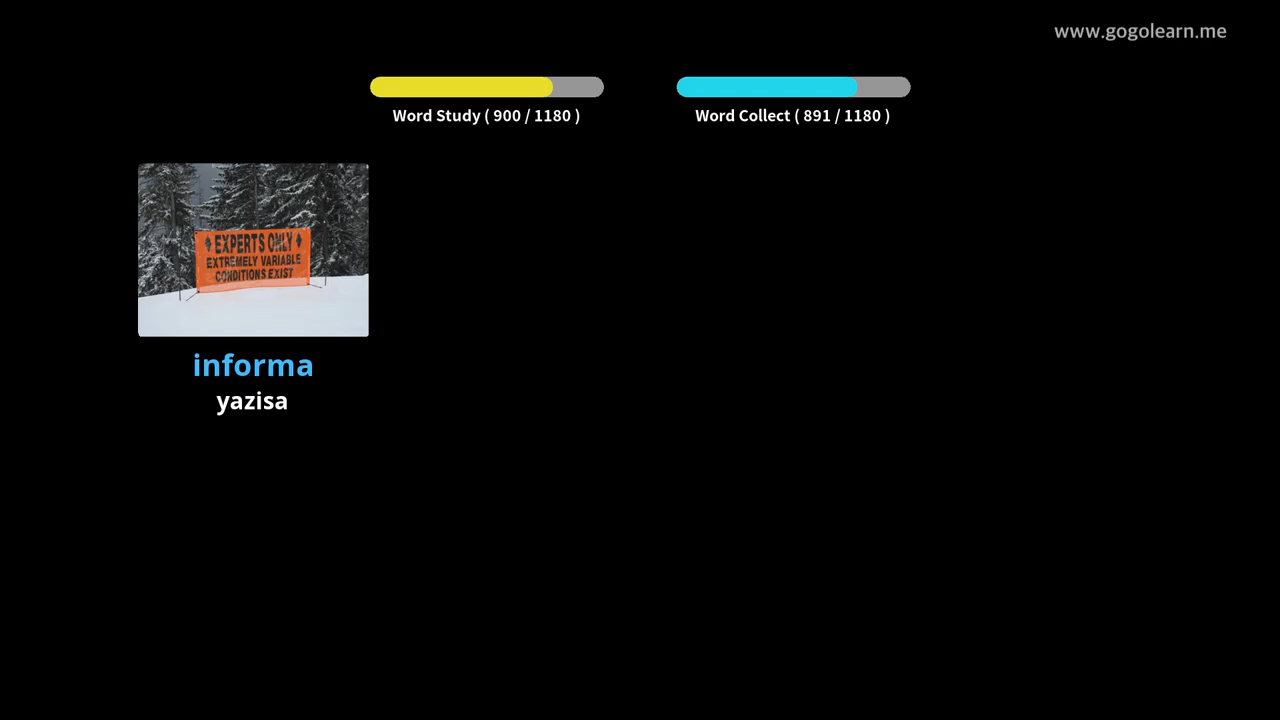 www.gogolearn.me
Word Study ( 900 / 1180 )
Word Collect ( 891 / 1180 )
EXPERTS ONLY
EXTREMELY VARIABLE
CONDITIONS EXIST
informa
yazisa